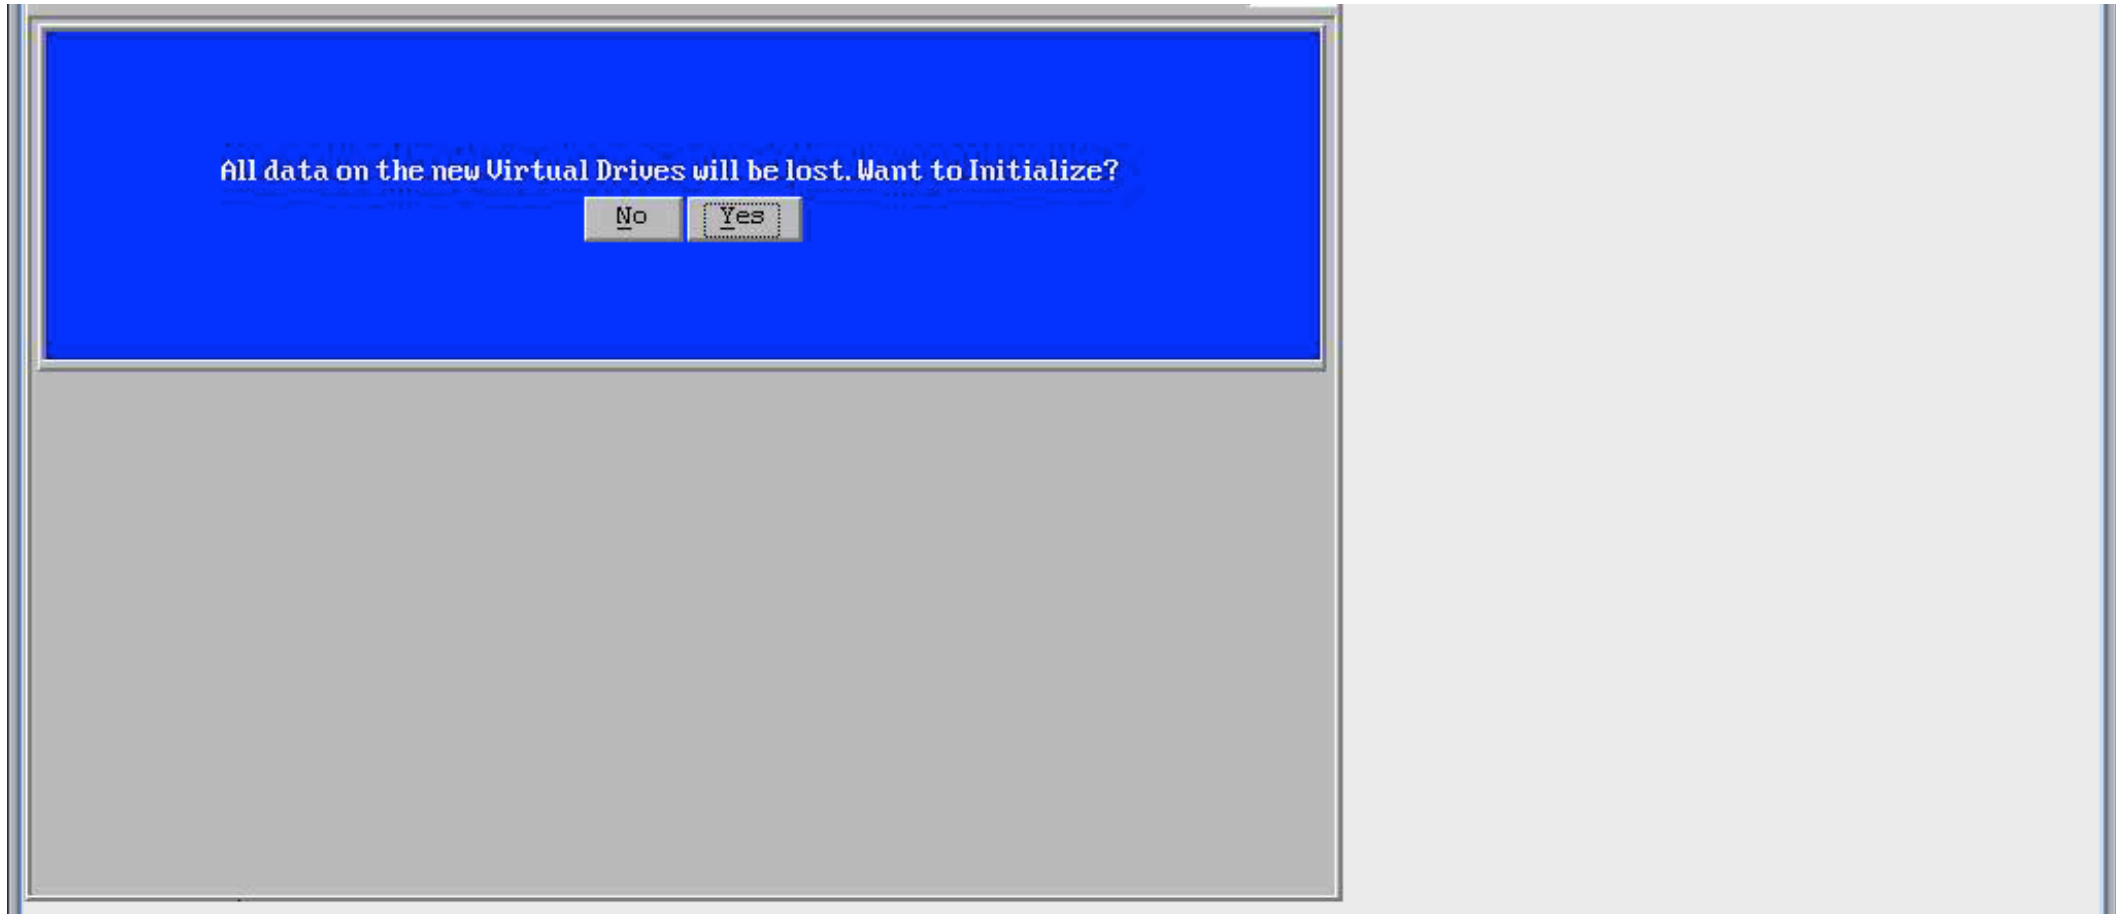 All data on the new Virtual Drives will be lost. Want to Initialize?
No Yes